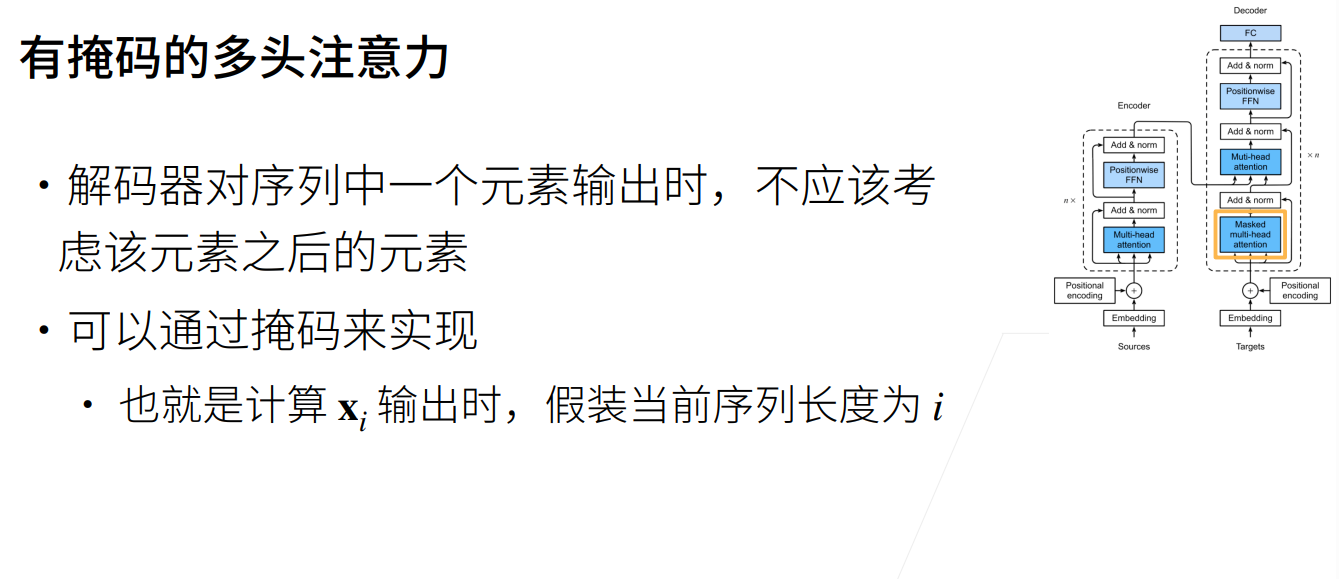 有掩码的多头注意力
• 解码器对序列中一个元素输出时，不应该考
虑该元素之后的元素
• 可以通过掩码来实现
• 也就是计算 xᵢ 输出时，假装当前序列长度为 i
Encoder
Add & norm
Positionwise
FFN
n×
Add & norm
Multi-head
attention
Positional
encoding
+
Embedding
Sources
Decoder
FC
Add & norm
Positionwise
FFN
Add & norm
Muti-head
attention
×n
Add & norm
Masked
multi-head
attention
+
Positional
encoding
Embedding
Targets